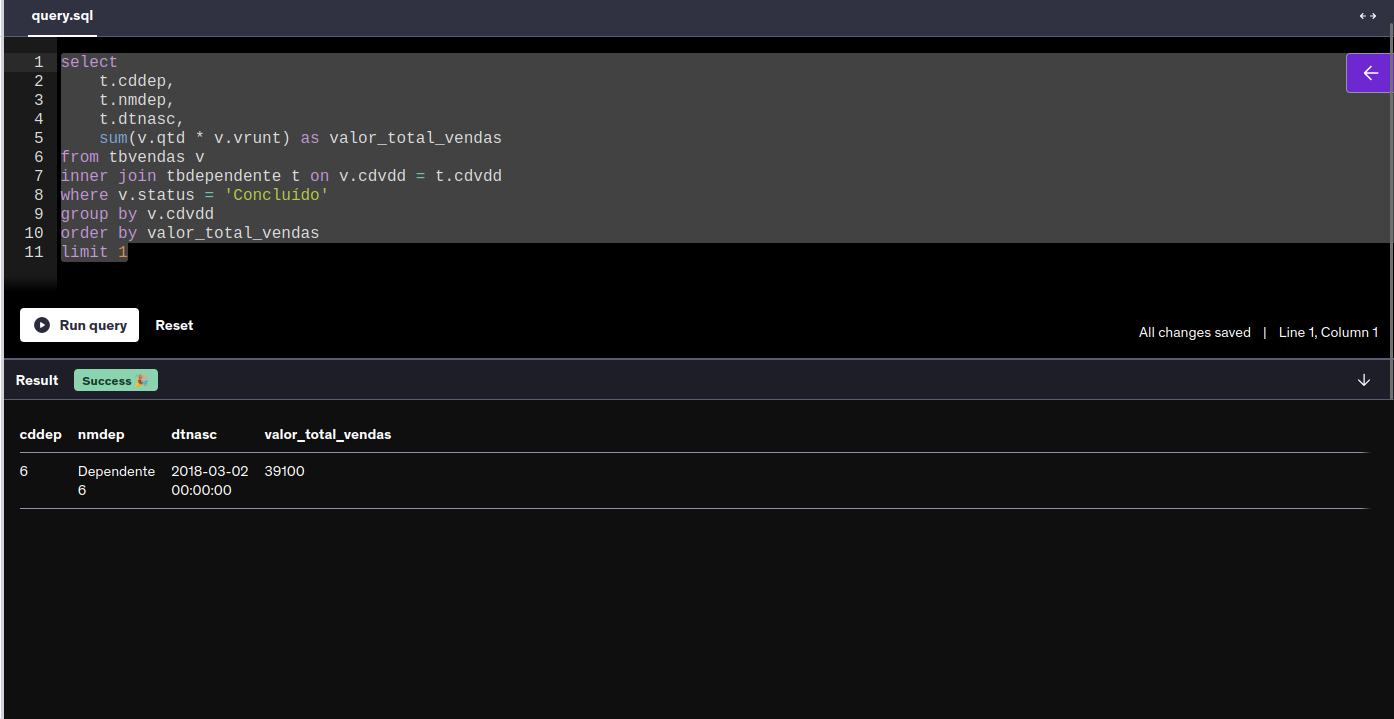 query.sql
1 select
2     t.cddep,
3     t.nmdep,
4     t.dtnasc,
5     sum(v.qtd * v.vrunt) as valor_total_vendas
6 from tbvendas v
7 inner join tbdependente t on v.cdvdd = t.cdvdd
8 where v.status = 'Concluído'
9 group by v.cdvdd
10 order by valor_total_vendas
11 limit 1
Run query Reset
All changes saved | Line 1, Column 1
Result Success 🎉
cddep nmdep dtnasc valor_total_vendas
6 Dependente 2018-03-02 39100
6 00:00:00